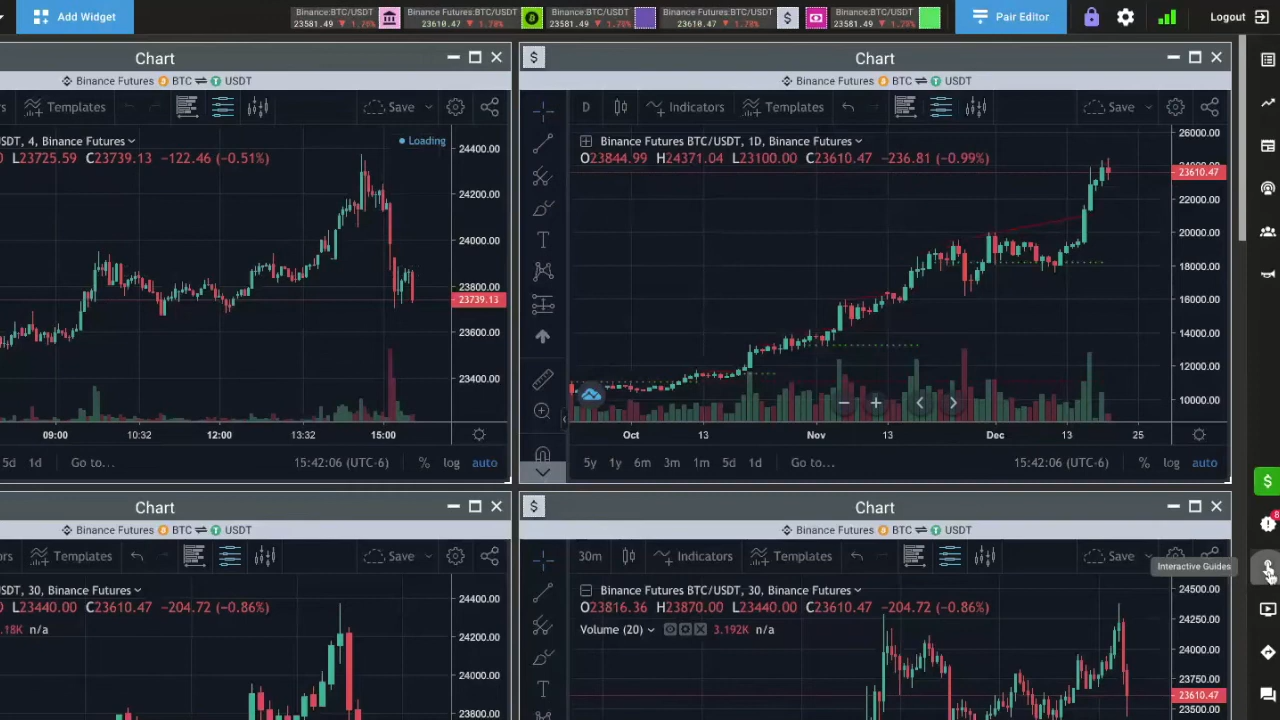 Add Widget
Binance:BTC/USDT
23581.49 ▼ 1.78%
Binance Futures:BTC/USDT
23610.47 ▼ 1.78%
Binance:BTC/USDT
23581.49 ▼ 1.78%
Binance Futures:BTC/USDT
23610.47 ▼ 1.78%
$
Binance:BTC/USDT
23581.49 ▼ 1.78%
Pair Editor
Logout
Chart
Binance Futures BTC ⇌ USDT
Templates
Save
SDT, 4, Binance Futures
Loading
L23725.59 C23739.13 -122.46 (-0.51%)
24400.00
24200.00
24000.00
23800.00
23739.13
23600.00
23400.00
09:00 10:32 12:00 13:32 15:00
5d 1d Go to... 15:42:06 (UTC-6) % log auto
$ Chart
Binance Futures BTC ⇌ USDT
D Indicators Templates Save
Binance Futures BTC/USDT, 1D, Binance Futures
O23844.99 H24371.04 L23100.00 C23610.47 -236.81 (-0.99%)
26000.00
23610.47
22000.00
20000.00
18000.00
16000.00
14000.00
12000.00
10000.00
Oct 13 Nov 13 Dec 13 25
5y 1y 6m 3m 1m 5d 1d Go to... 15:42:06 (UTC-6) % log auto
$
8
Interactive Guides
Chart
Binance Futures BTC ⇌ USDT
Templates
Save
SDT, 30, Binance Futures
L23440.00 C23610.47 -204.72 (-0.86%)
.18K n/a
24400.00
24200.00
24000.00
23800.00
$ Chart
Binance Futures BTC ⇌ USDT
30m Indicators Templates Save
Binance Futures BTC/USDT, 30, Binance Futures
O23816.36 H23870.00 L23440.00 C23610.47 -204.72 (-0.86%)
Volume (20) 3.192K n/a
24500.00
24250.00
24000.00
23750.00
23610.47
23500.00